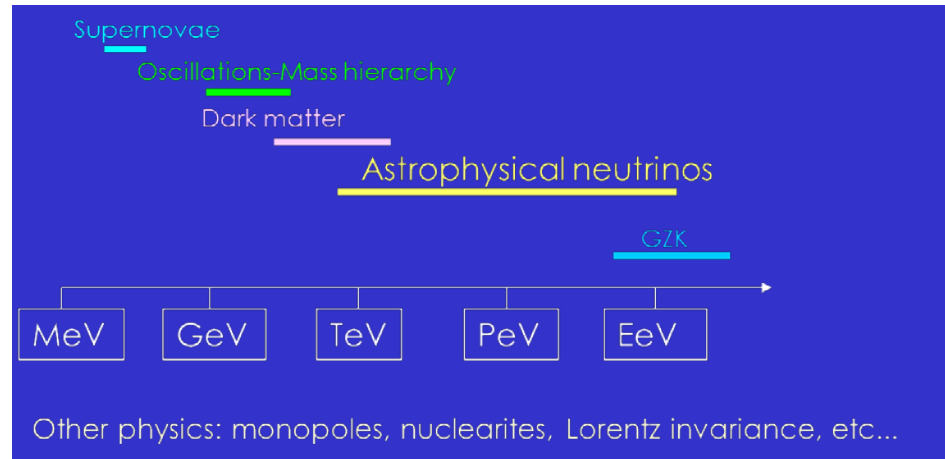 Supernovae
Oscillations-Mass hierarchy
Dark matter
Astrophysical neutrinos
GZK
MeV GeV TeV PeV EeV
Other physics: monopoles, nuclearites, Lorentz invariance, etc...